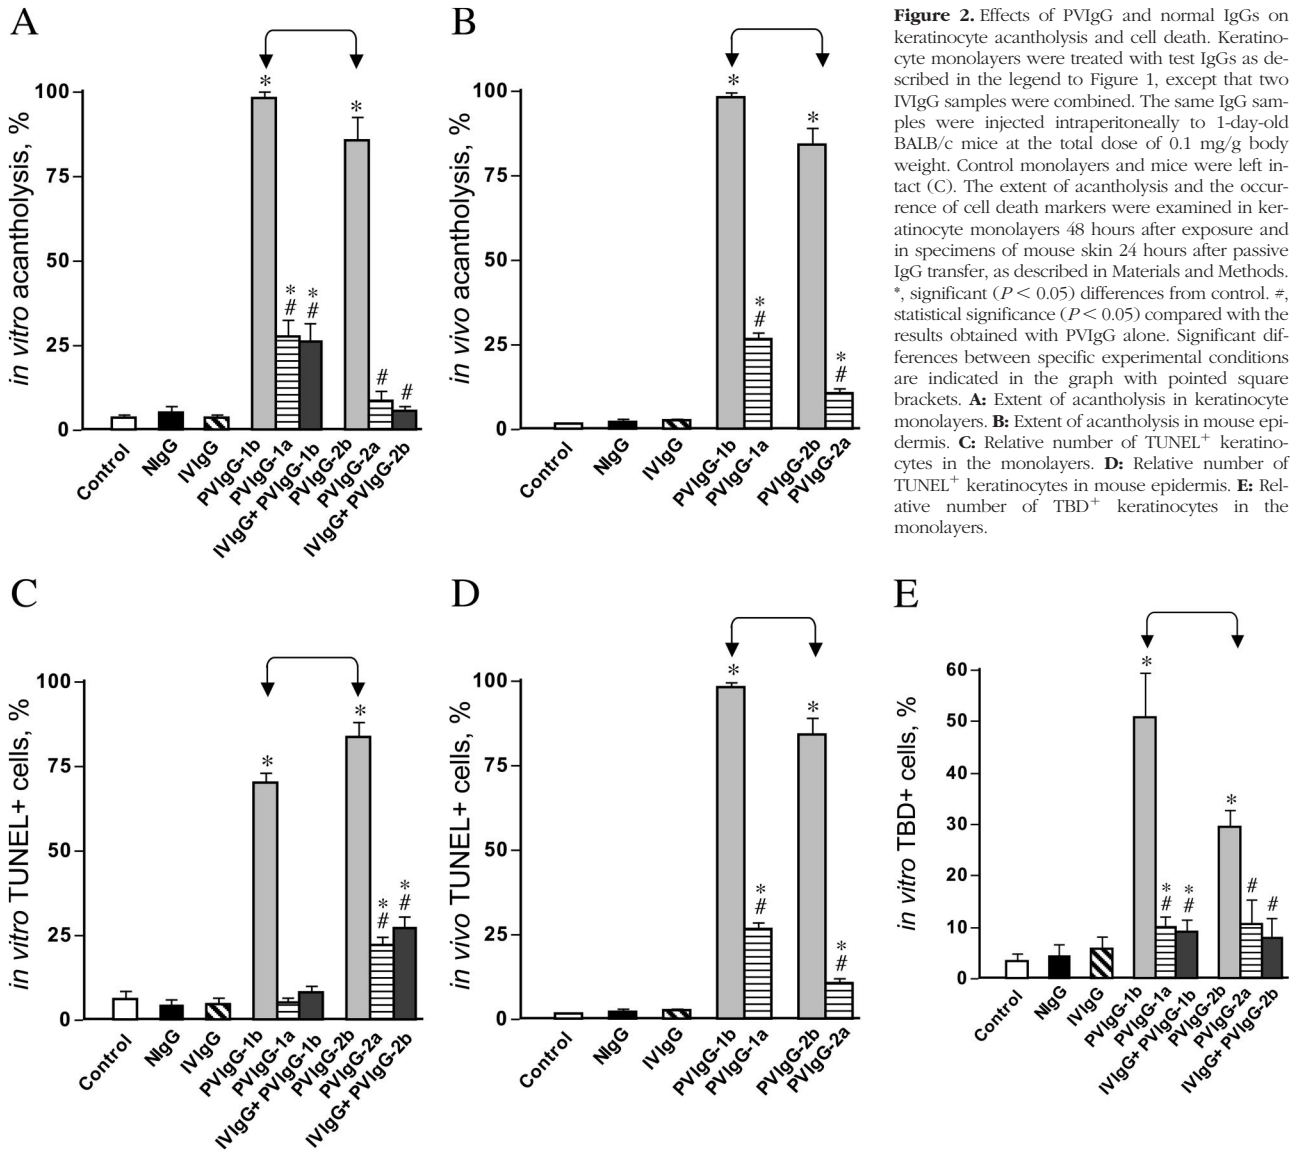 A
in vitro acantholysis, %
100
75
50
25
0
*
*
#
*
#
*
#
#
Control
NIgG
IVIgG
PVIgG-1b
PVIgG-1a
IVIgG+ PVIgG-1b
PVIgG-2b
PVIgG-2a
IVIgG+ PVIgG-2b
B
in vivo acantholysis, %
100
75
50
25
0
*
*
#
*
*
#
Control
NIgG
IVIgG
PVIgG-1b
PVIgG-1a
PVIgG-2b
PVIgG-2a
Figure 2. Effects of PVIgG and normal IgGs on
keratinocyte acantholysis and cell death. Keratino-
cyte monolayers were treated with test IgGs as de-
scribed in the legend to Figure 1, except that two
IVIgG samples were combined. The same IgG sam-
ples were injected intraperitoneally to 1-day-old
BALB/c mice at the total dose of 0.1 mg/g body
weight. Control monolayers and mice were left in-
tact (C). The extent of acantholysis and the occur-
rence of cell death markers were examined in ker-
atinocyte monolayers 48 hours after exposure and
in specimens of mouse skin 24 hours after passive
IgG transfer, as described in Materials and Methods.
*, significant (P < 0.05) differences from control. #,
statistical significance (P < 0.05) compared with the
results obtained with PVIgG alone. Significant dif-
ferences between specific experimental conditions
are indicated in the graph with pointed square
brackets. A: Extent of acantholysis in keratinocyte
monolayers. B: Extent of acantholysis in mouse epi-
dermis. C: Relative number of TUNEL+ keratino-
cytes in the monolayers. D: Relative number of
TUNEL+ keratinocytes in mouse epidermis. E: Rel-
ative number of TBD+ keratinocytes in the
monolayers.
C
in vitro TUNEL+ cells, %
100
75
50
25
0
*
*
*
#
*
#
Control
NIgG
IVIgG
PVIgG-1b
PVIgG-1a
IVIgG+ PVIgG-1b
PVIgG-2b
PVIgG-2a
IVIgG+ PVIgG-2b
D
in vivo TUNEL+ cells, %
100
75
50
25
0
*
*
#
*
*
#
Control
NIgG
IVIgG
PVIgG-1b
PVIgG-1a
PVIgG-2b
PVIgG-2a
E
in vitro TBD+ cells, %
60
50
40
30
20
10
0
*
*
#
*
#
*
#
#
Control
NIgG
IVIgG
PVIgG-1b
PVIgG-1a
IVIgG+ PVIgG-1b
PVIgG-2b
PVIgG-2a
IVIgG+ PVIgG-2b